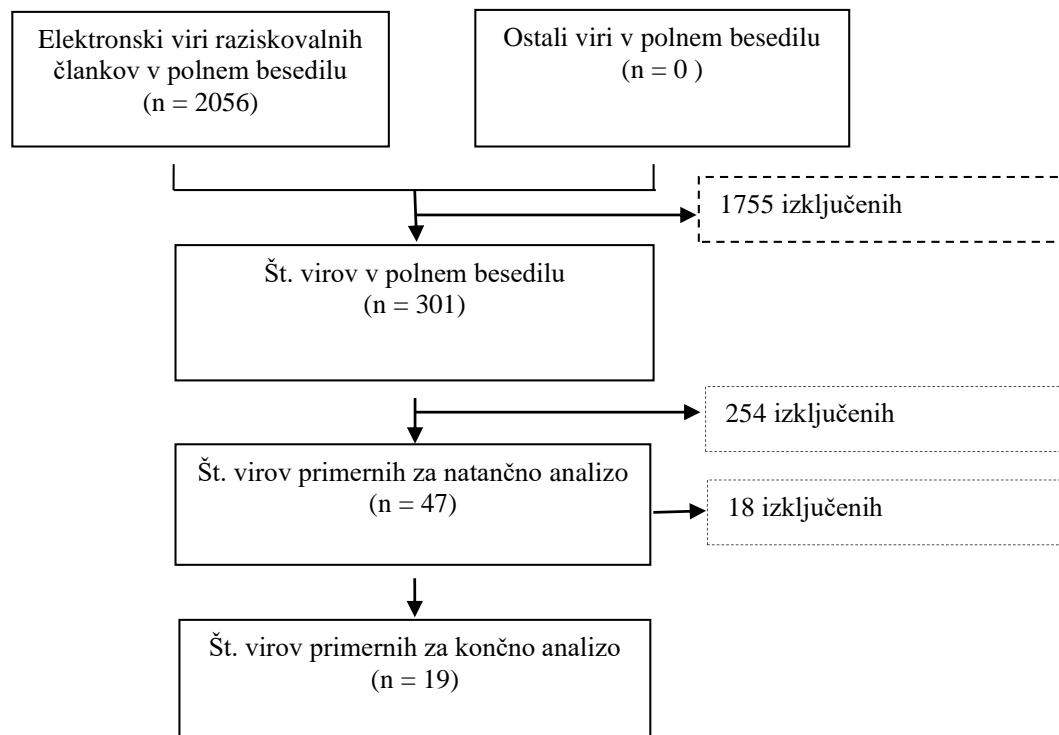 Elektronski viri raziskovalnih
člankov v polnem besedilu
(n = 2056)
Ostali viri v polnem besedilu
(n = 0 )
1755 izključenih
Št. virov v polnem besedilu
(n = 301)
254 izključenih
Št. virov primernih za natančno analizo
(n = 47)
18 izključenih
Št. virov primernih za končno analizo
(n = 19)